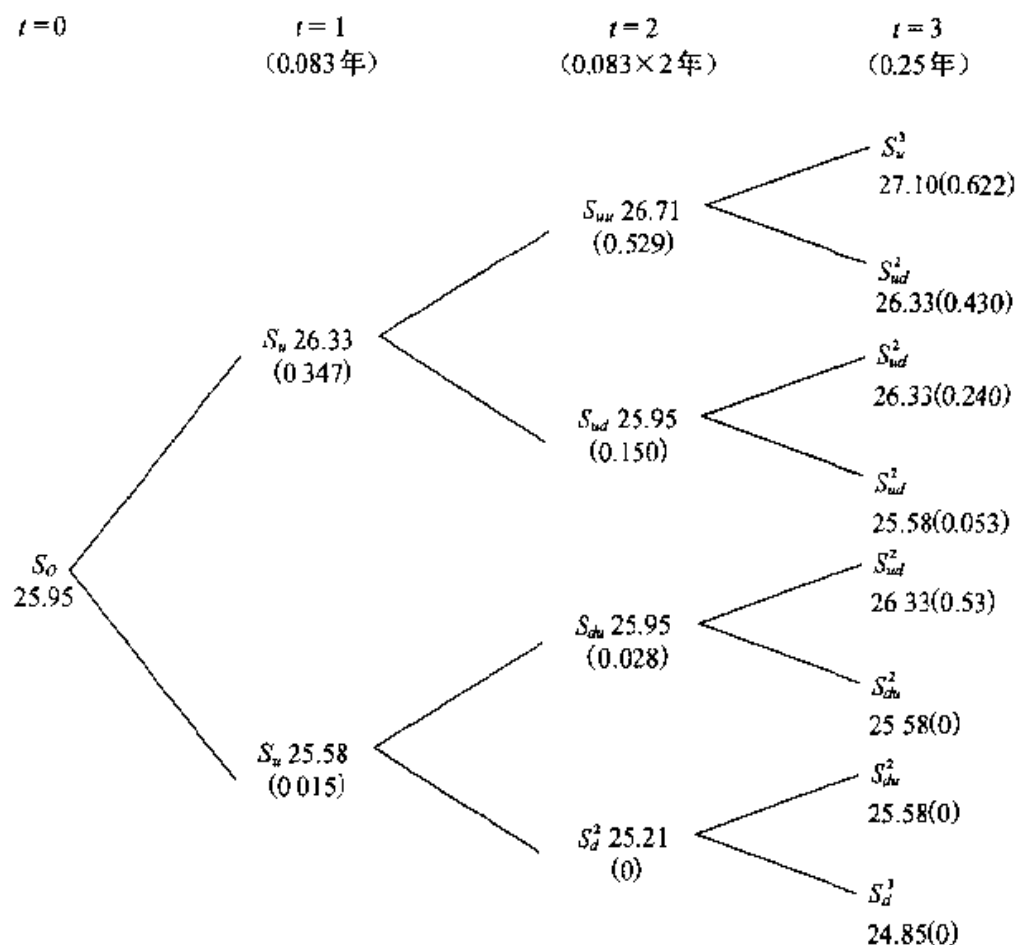 t=0 t=1 t=2 t=3
(0.083年) (0.083×2年) (0.25年)
S_u^3
27.10(0.622)
S_uu 26.71
(0.529)
S_ud^2
26.33(0.430)
S_u 26.33
(0 347)
S_ud^2
26.33(0.240)
S_ud 25.95
(0.150)
S_ud^2
25.58(0.053)
S_O
25.95
S_ud^2
26 33(0.53)
S_du 25.95
(0.028)
S_du^2
25 58(0)
S_u 25.58
(0 015)
S_du^2
25.58(0)
S_d^2 25.21
(0)
S_d^3
24.85(0)